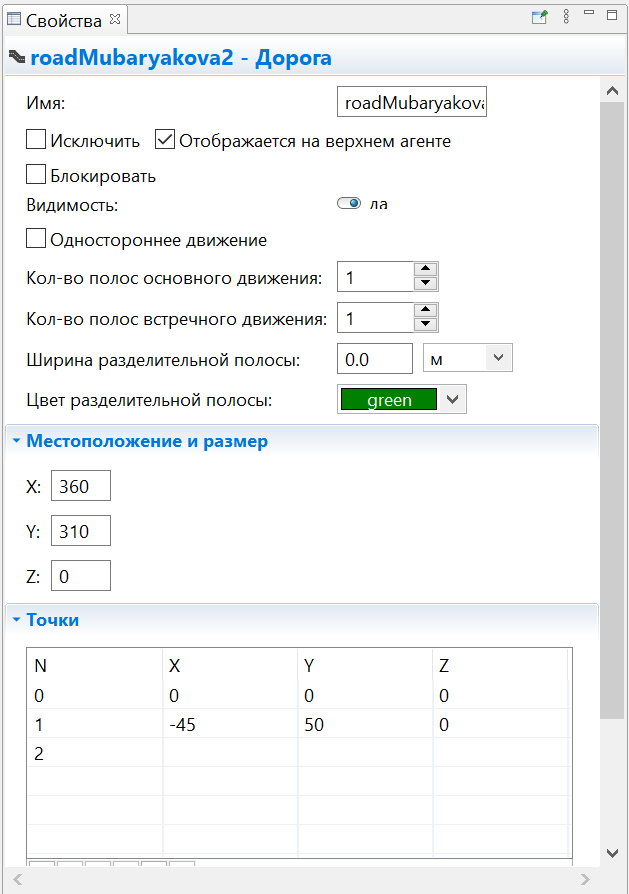 Свойства
roadMubaryakova2 - Дорога
Имя: roadMubaryakova
Исключить Отображается на верхнем агенте
Блокировать
Видимость: да
Одностороннее движение
Кол-во полос основного движения: 1
Кол-во полос встречного движения: 1
Ширина разделительной полосы: 0.0 м
Цвет разделительной полосы: green
Местоположение и размер
X: 360
Y: 310
Z: 0
Точки
N X Y Z
0 0 0 0
1 -45 50 0
2